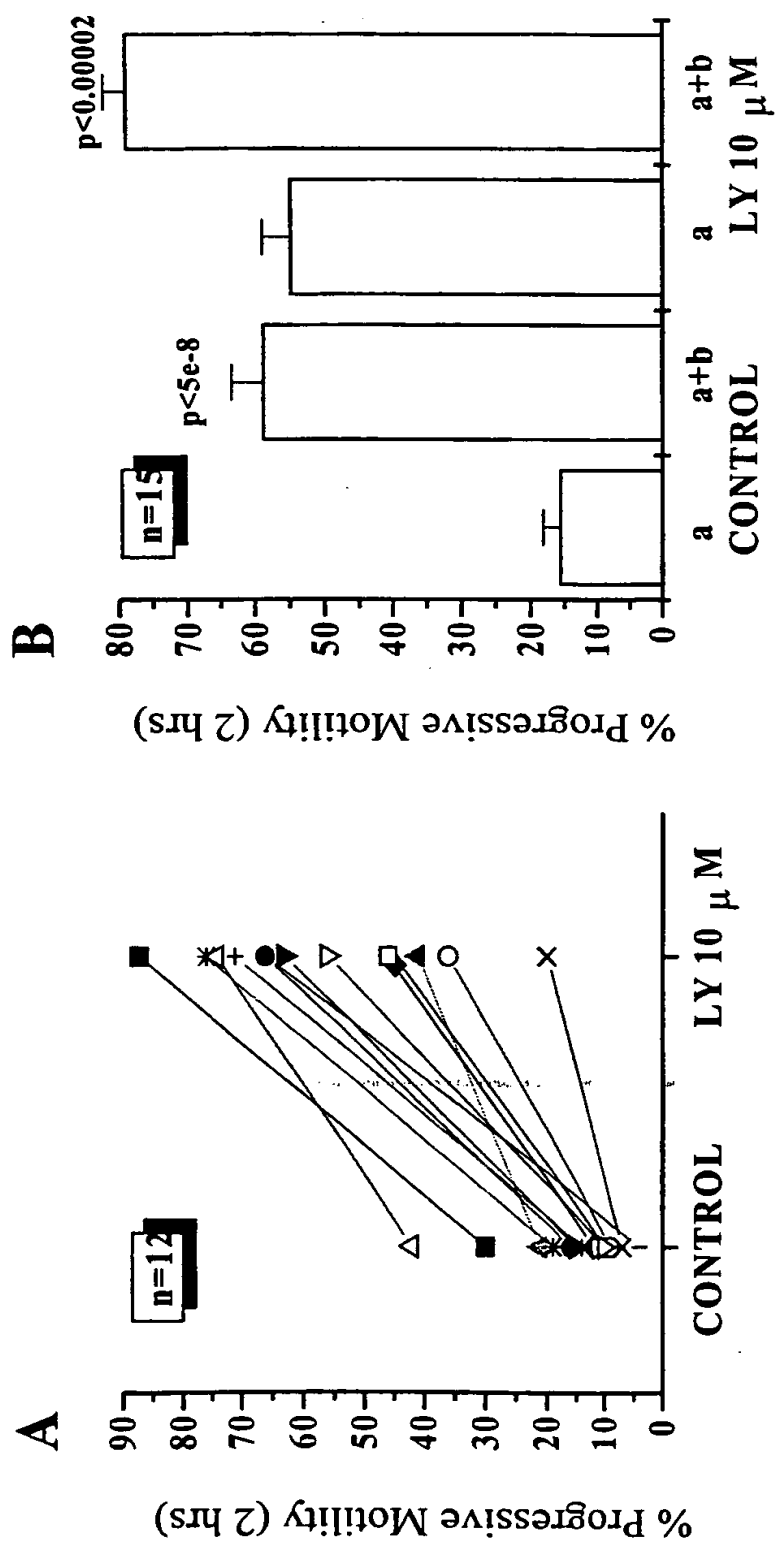 A
n=12
% Progressive Motility (2 hrs)
90
80
70
60
50
40
30
20
10
0
CONTROL LY 10 μM
B
n=15
% Progressive Motility (2 hrs)
80
70
60
50
40
30
20
10
0
p<5e-8
p<0.00002
a a+b a a+b
CONTROL LY 10 μM